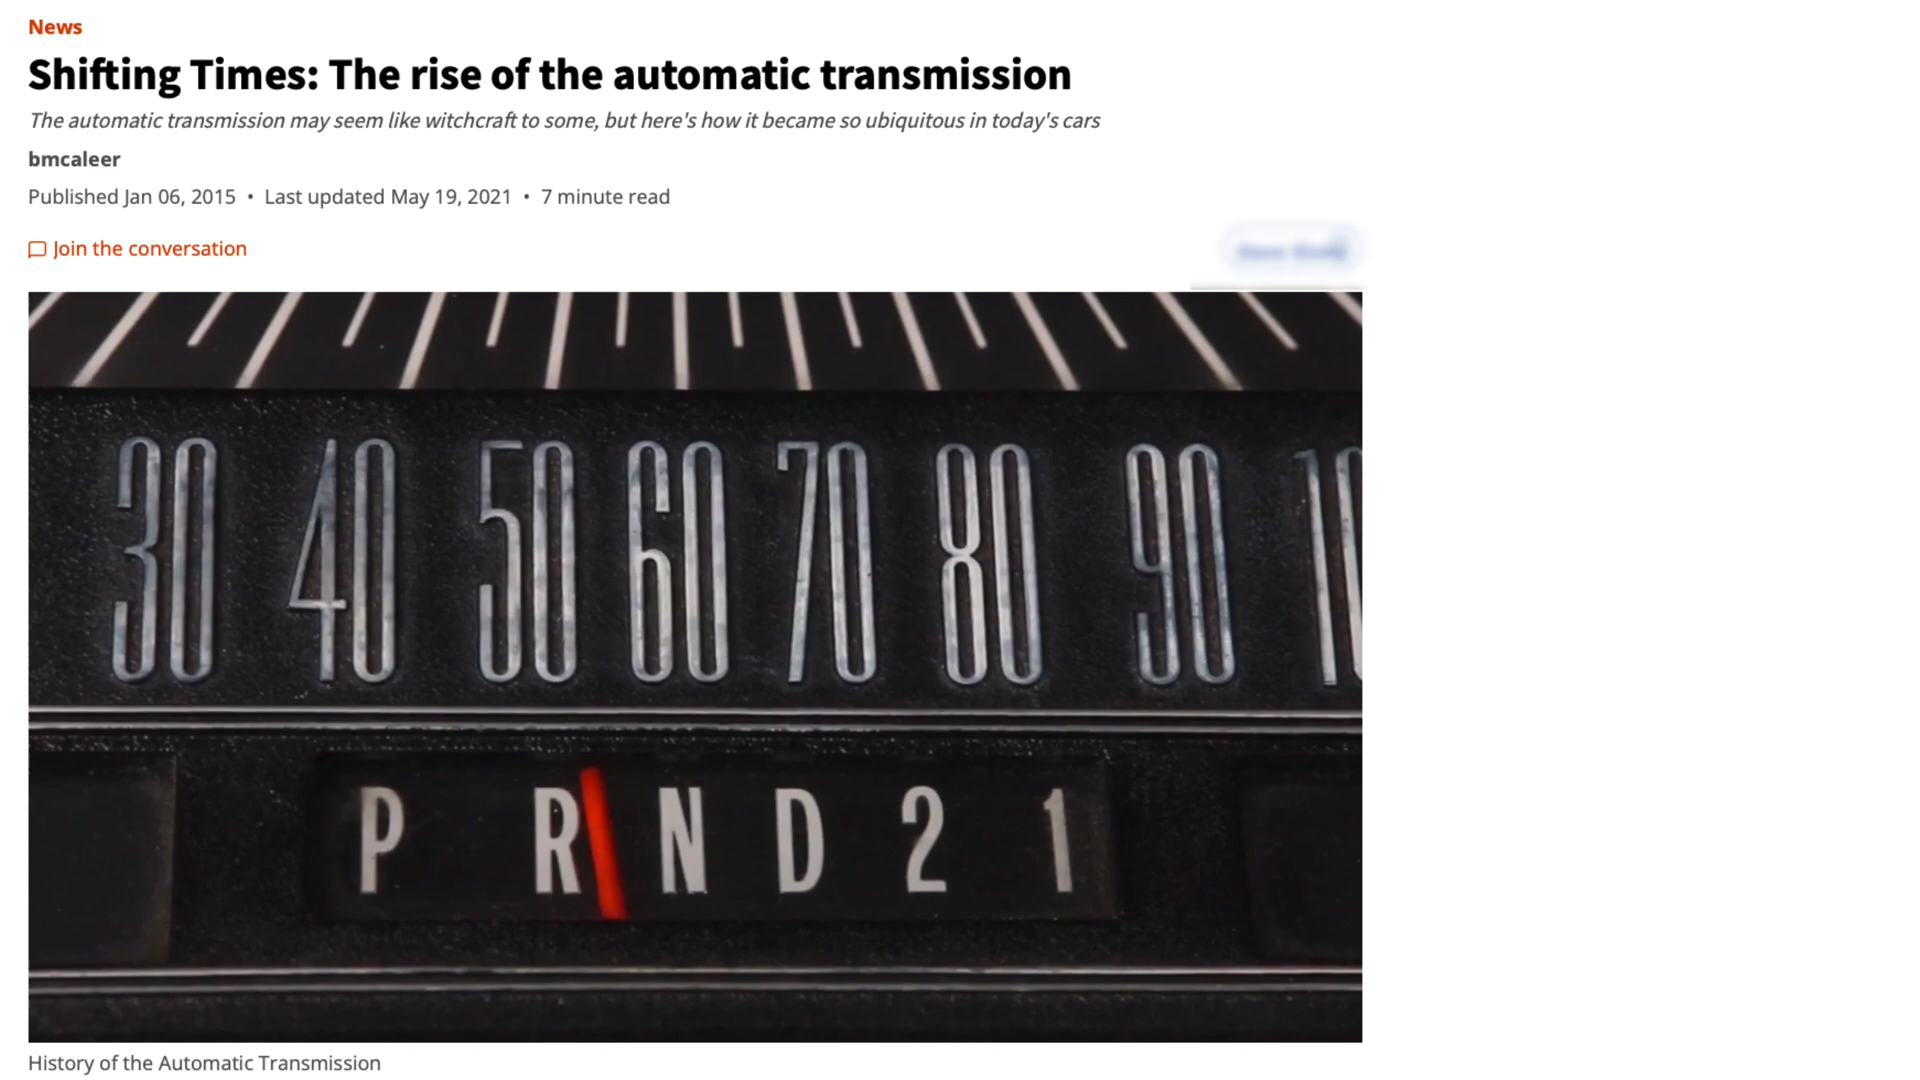 News
Shifting Times: The rise of the automatic transmission
The automatic transmission may seem like witchcraft to some, but here's how it became so ubiquitous in today's cars
bmcaleer
Published Jan 06, 2015 • Last updated May 19, 2021 • 7 minute read
Join the conversation
30 40 50 60 70 80 90 10
P R N D 2 1
History of the Automatic Transmission